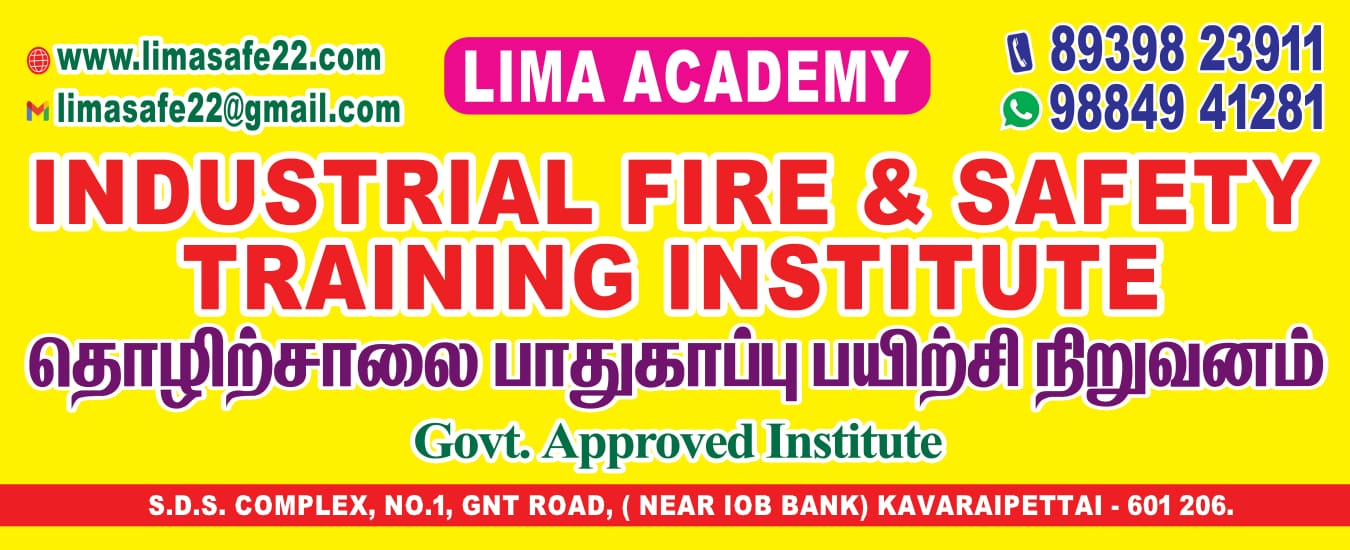 www.limasafe22.com
limasafe22@gmail.com
LIMA ACADEMY
89398 23911
98849 41281
INDUSTRIAL FIRE & SAFETY
TRAINING INSTITUTE
தொழிற்சாலை பாதுகாப்பு பயிற்சி நிறுவனம்
Govt. Approved Institute
S.D.S. COMPLEX, NO.1, GNT ROAD, ( NEAR IOB BANK) KAVARAIPETTAI - 601 206.